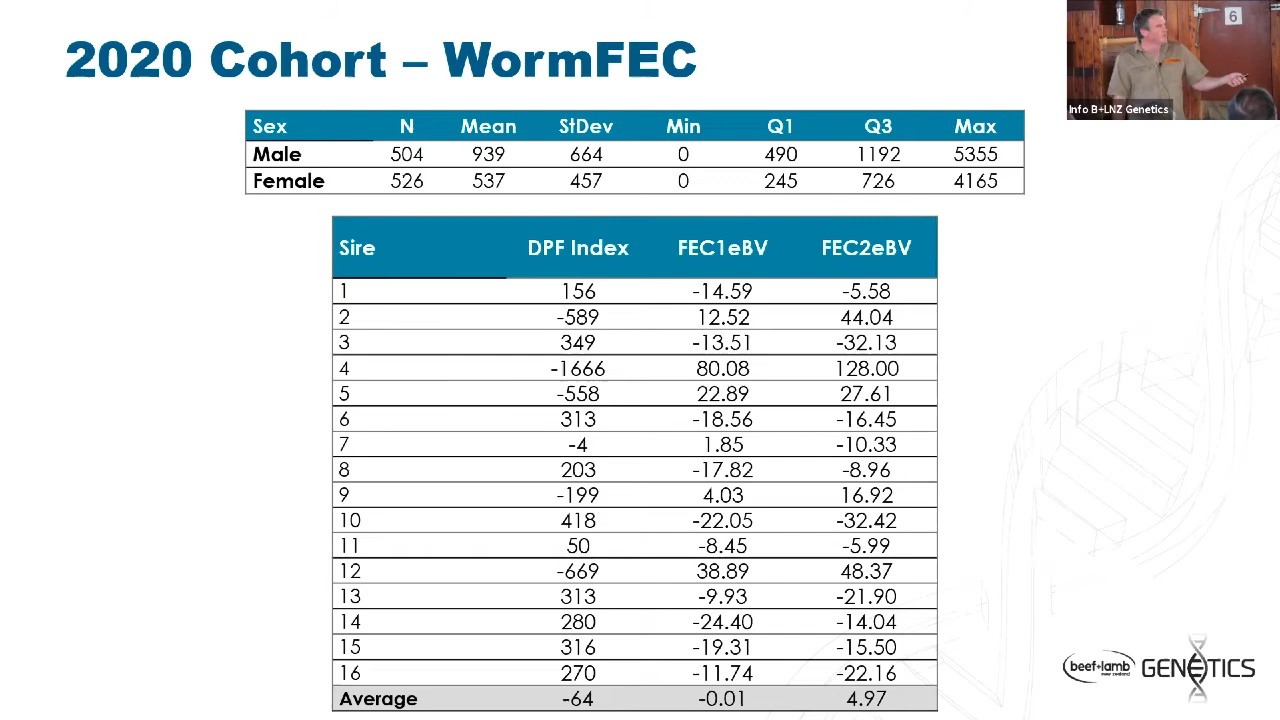 2020 Cohort – WormFEC
6
Info B+LNZ Genetics
Sex N Mean StDev Min Q1 Q3 Max
Male 504 939 664 0 490 1192 5355
Female 526 537 457 0 245 726 4165
Sire DPF Index FEC1eBV FEC2eBV
1 156 -14.59 -5.58
2 -589 12.52 44.04
3 349 -13.51 -32.13
4 -1666 80.08 128.00
5 -558 22.89 27.61
6 313 -18.56 -16.45
7 -4 1.85 -10.33
8 203 -17.82 -8.96
9 -199 4.03 16.92
10 418 -22.05 -32.42
11 50 -8.45 -5.99
12 -669 38.89 48.37
13 313 -9.93 -21.90
14 280 -24.40 -14.04
15 316 -19.31 -15.50
16 270 -11.74 -22.16
Average -64 -0.01 4.97
beef+lamb GENETICS
new zealand